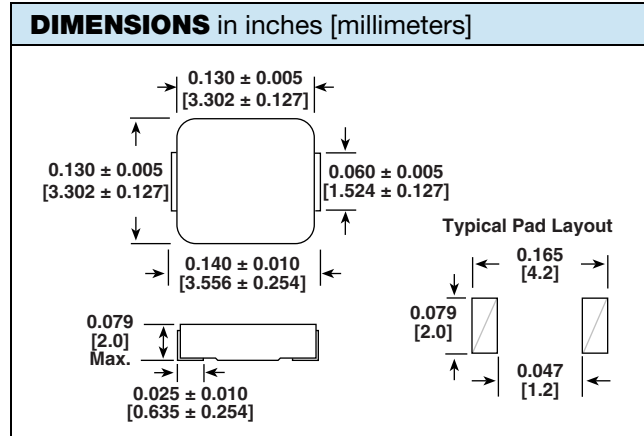 DIMENSIONS in inches [millimeters]
0.130 ± 0.005
[3.302 ± 0.127]
0.130 ± 0.005
[3.302 ± 0.127]
0.060 ± 0.005
[1.524 ± 0.127]
0.140 ± 0.010
[3.556 ± 0.254]
Typical Pad Layout
0.165
[4.2]
0.079
[2.0]
0.047
[1.2]
0.079
[2.0]
Max.
0.025 ± 0.010
[0.635 ± 0.254]